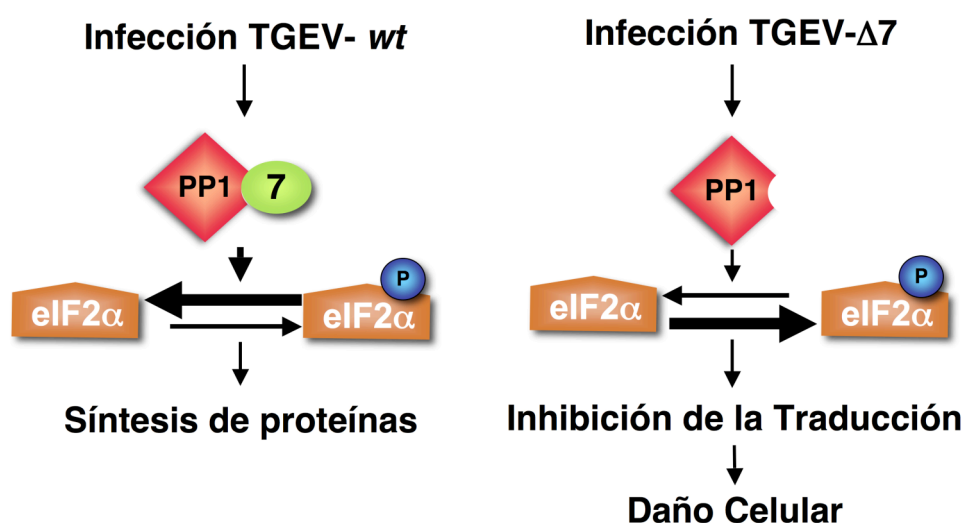 Infección TGEV- wt
PP1
7
P
eIF2α
eIF2α
Síntesis de proteínas
Infección TGEV-Δ7
PP1
P
eIF2α
eIF2α
Inhibición de la Traducción
Daño Celular